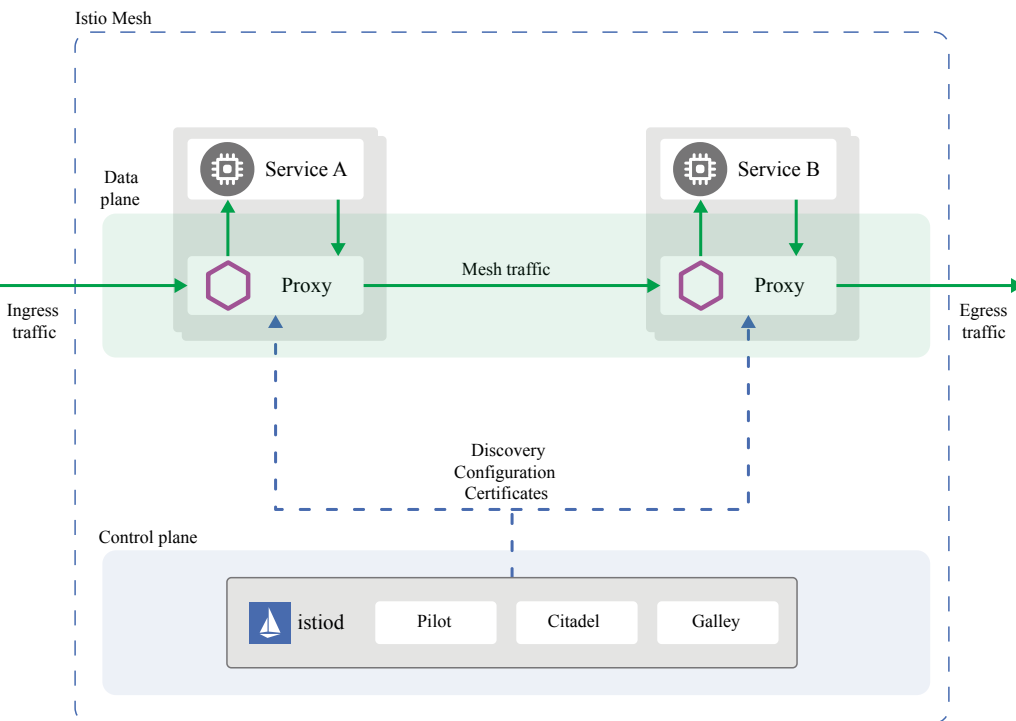 Istio Mesh
Data
plane
Service A
Service B
Proxy
Mesh traffic
Proxy
Ingress
traffic
Egress
traffic
Discovery
Configuration
Certificates
Control plane
istiod
Pilot
Citadel
Galley